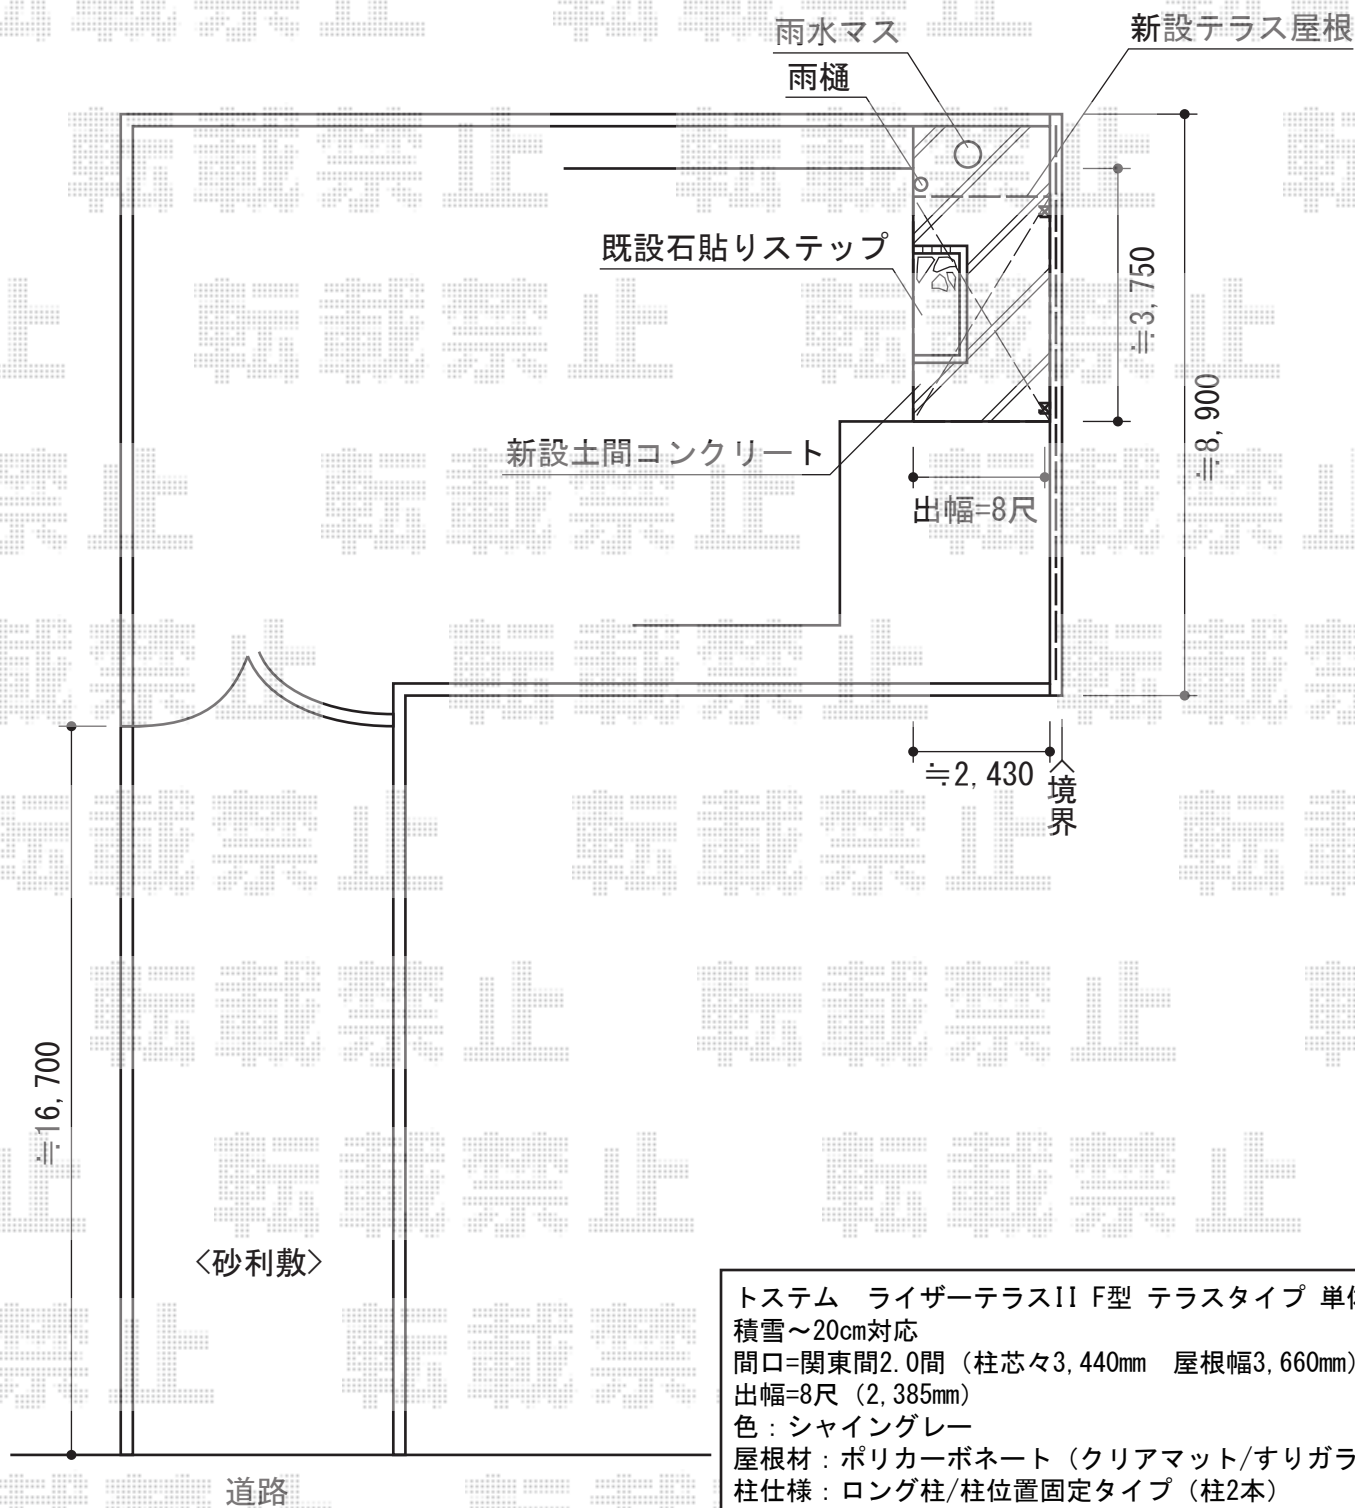 雨水マス
新設テラス屋根
雨樋
既設石貼りステップ
≒3,750
≒8,900
新設土間コンクリート
出幅=8尺
≒2,430
境界
≒16,700
<砂利敷>
道路
トステム　ライザーテラスII F型 テラスタイプ 単体
積雪～20cm対応
間口=関東間2.0間（柱芯々3,440mm　屋根幅3,660mm）
出幅=8尺（2,385mm）
色：シャイングレー
屋根材：ポリカーボネート（クリアマット/すりガラ
柱仕様：ロング柱/柱位置固定タイプ（柱2本）
転載禁止